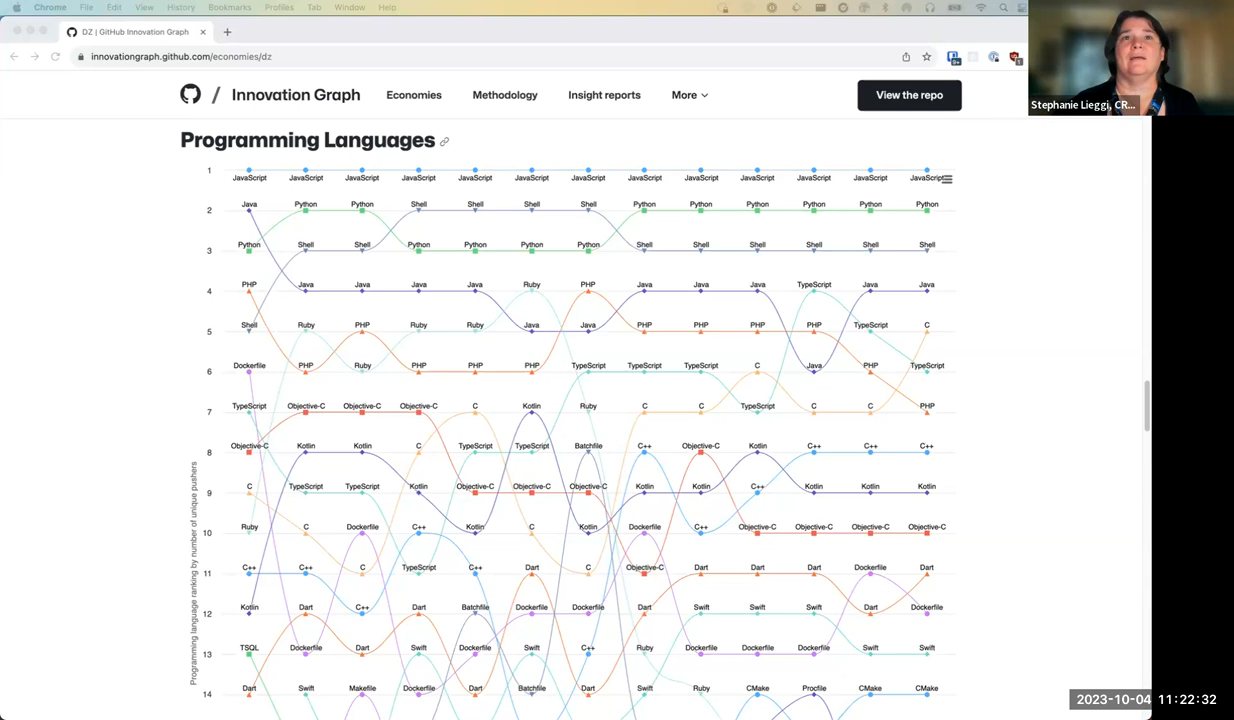 Chrome File Edit View History Bookmarks Profiles Tab Window Help
DZ | GitHub Innovation Graph
innovationgraph.github.com/economies/dz
/ Innovation Graph Economies Methodology Insight reports More View the repo
Stephanie Lieggi, CR...
Programming Languages
1
JavaScript JavaScript JavaScript JavaScript JavaScript JavaScript JavaScript JavaScript JavaScript JavaScript JavaScript JavaScript JavaScript
Java Python Python Shell Shell Shell Shell Python Python Python Python Python Python
2
Python Shell Shell Python Python Python Python Shell Shell Shell Shell Shell Shell
3
PHP Java Java Java Java Ruby PHP Java Java Java TypeScript Java Java
4
Shell Ruby PHP Ruby Ruby Java Java PHP PHP PHP PHP TypeScript C
5
Dockerfile PHP Ruby PHP PHP PHP TypeScript TypeScript TypeScript C Java PHP TypeScript
6
TypeScript Objective-C Objective-C Objective-C C Kotlin Ruby C C TypeScript C C PHP
7
Objective-C Kotlin Kotlin C TypeScript TypeScript Batchfile C++ Objective-C Kotlin C++ C++ C++
8
C TypeScript TypeScript Kotlin Objective-C Objective-C Objective-C Kotlin Kotlin C++ Kotlin Kotlin Kotlin
9
Ruby C Dockerfile C++ Kotlin C Kotlin Dockerfile C++ Objective-C Objective-C Objective-C Objective-C
10
C++ C++ C TypeScript C++ Dart C Objective-C Dart Dart Dart Dockerfile Dart
11
Kotlin Dart C++ Dart Batchfile Dockerfile Dockerfile Dart Swift Swift Swift Dart Dockerfile
12
TSQL Dockerfile Dart Swift Dockerfile Swift C++ Ruby Dockerfile Dockerfile Dockerfile Swift Swift
13
Dart Swift Makefile Dockerfile Dart Batchfile Dart Swift Ruby CMake Procfile CMake CMake
14
Programming language ranking by number of unique pushers
2023-10-04 11:22:32